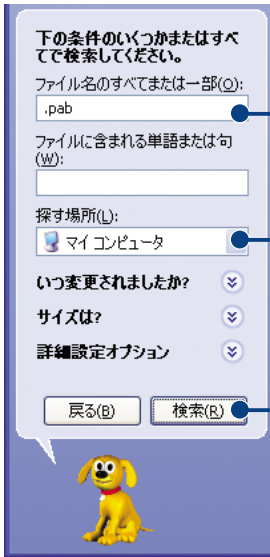 下の条件のいくつかまたはすべ
てで検索してください。
ファイル名のすべてまたは一部(O):
.pab
ファイルに含まれる単語または句
(W):
探す場所(L):
マイ コンピュータ
いつ変更されましたか?
サイズは?
詳細設定オプション
戻る(B)
検索(R)